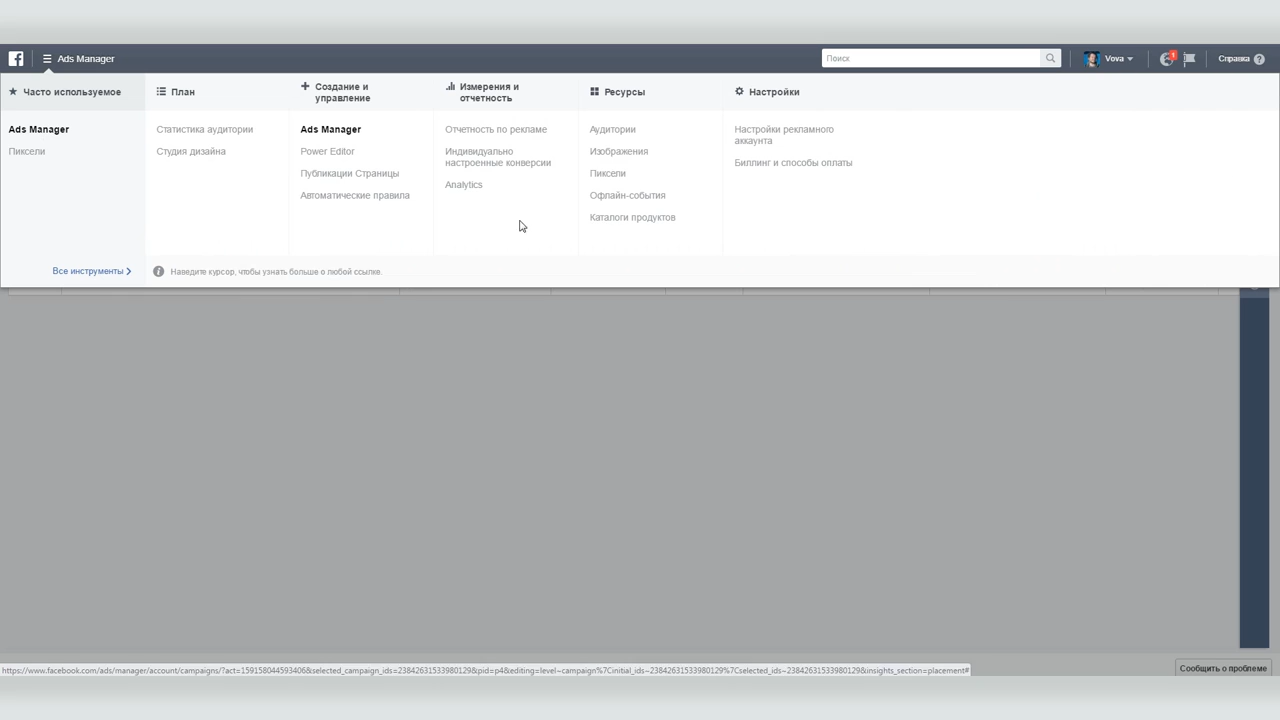 Ads Manager
Поиск
Vova
1
Справка
Часто используемое
Ads Manager
Пиксели
Все инструменты
План
Статистика аудитории
Студия дизайна
Создание и
управление
Ads Manager
Power Editor
Публикации Страницы
Автоматические правила
Измерения и
отчетность
Отчетность по рекламе
Индивидуально
настроенные конверсии
Analytics
Ресурсы
Аудитории
Изображения
Пиксели
Офлайн-события
Каталоги продуктов
Настройки
Настройки рекламного
аккаунта
Биллинг и способы оплаты
Наведите курсор, чтобы узнать больше о любой ссылке.
https://www.facebook.com/ads/manager/account/campaigns/?act=159158044593406&selected_campaign_ids=23842631533980129&pid=p4&editing=level~campaign%7Cinitial_ids~23842631533980129%7Cselected_ids~23842631533980129&insights_section=placement#
Сообщить о проблеме